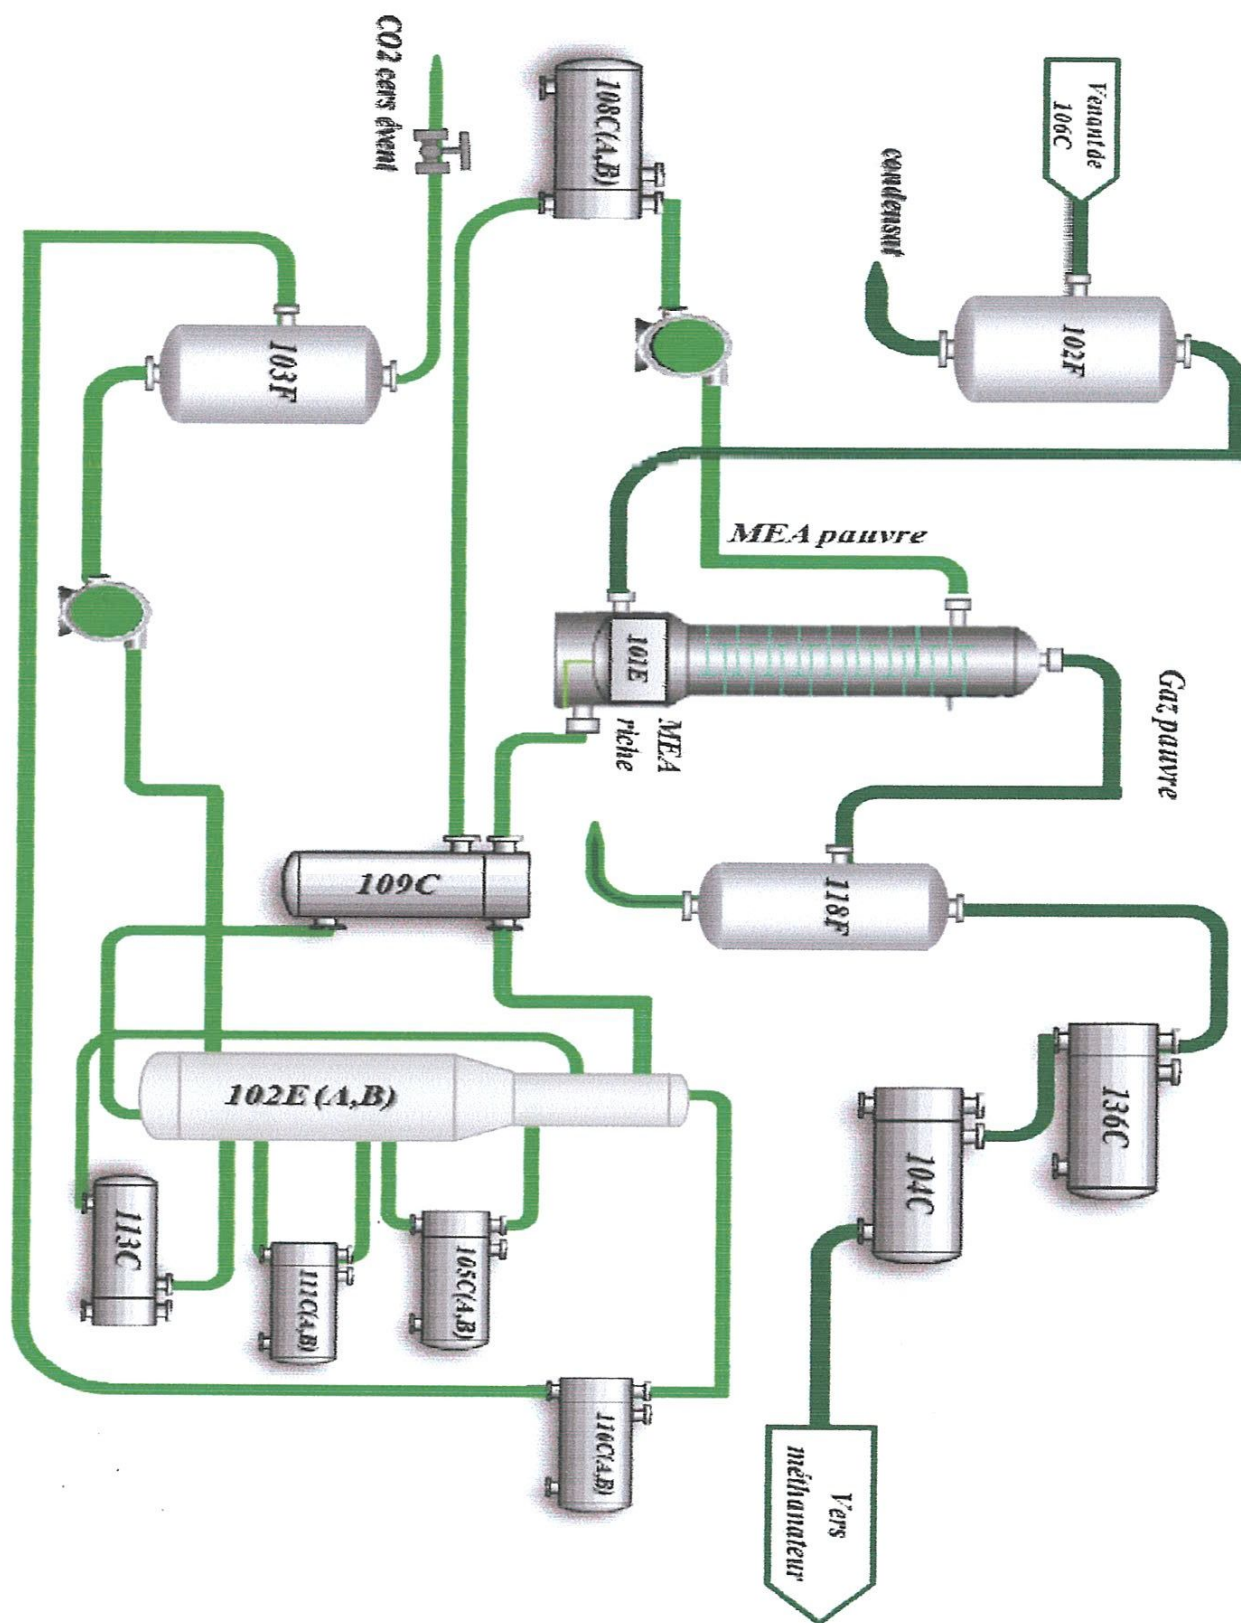 Venant de
106C
102F
condensat
108C(A,B)
CO2 cers évent
103F
MEA pauvre
101E
MEA
riche
Gaz pauvre
118F
109C
136C
104C
102E (A,B)
113C
111C(A,B)
105C(A,B)
110C(A,B)
Vers
méthanateur